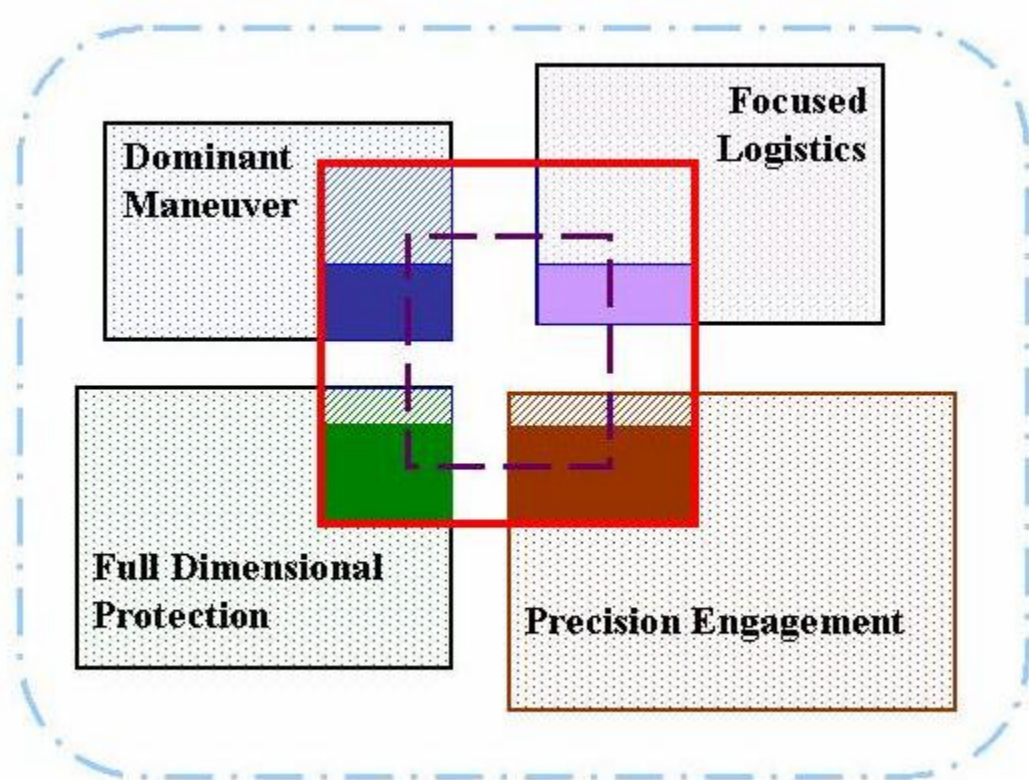 Dominant
Maneuver
Focused
Logistics
Full Dimensional
Protection
Precision Engagement